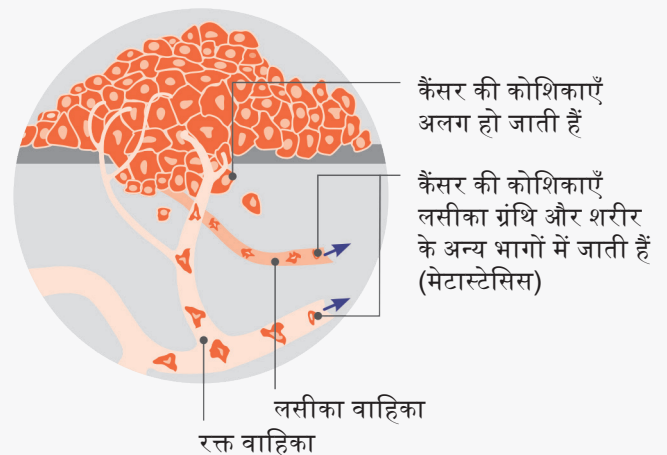 कैंसर की कोशिकाएँ
अलग हो जाती हैं
कैंसर की कोशिकाएँ
लसीका ग्रंथि और शरीर
के अन्य भागों में जाती हैं
(मेटास्टेसिस)
लसीका वाहिका
रक्त वाहिका